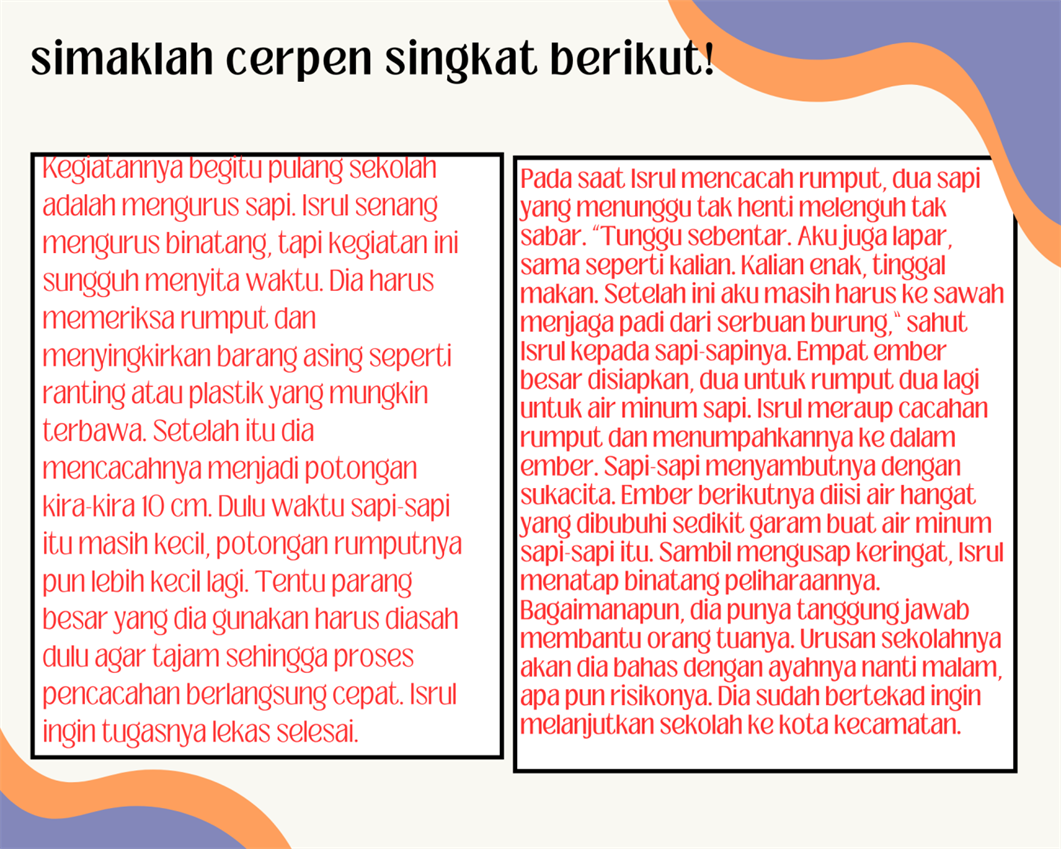 simaklah cerpen singkat berikut!
Kegiatannya begitu pulang sekolah
adalah mengurus sapi. Isrul senang
mengurus binatang, tapi kegiatan ini
sungguh menyita waktu. Dia harus
memeriksa rumput dan
menyingkirkan barang asing seperti
ranting atau plastik yang mungkin
terbawa. Setelah itu dia
mencacahnya menjadi potongan
kira-kira 10 cm. Dulu waktu sapi-sapi
itu masih kecil, potongan rumputnya
pun lebih kecil lagi. Tentu parang
besar yang dia gunakan harus diasah
dulu agar tajam sehingga proses
pencacahan berlangsung cepat. Isrul
ingin tugasnya lekas selesai.
Pada saat Isrul mencacah rumput, dua sapi
yang menunggu tak henti melenguh tak
sabar. “Tunggu sebentar. Aku juga lapar,
sama seperti kalian. Kalian enak, tinggal
makan. Setelah ini aku masih harus ke sawah
menjaga padi dari serbuan burung,“ sahut
Isrul kepada sapi-sapinya. Empat ember
besar disiapkan, dua untuk rumput dua lagi
untuk air minum sapi. Isrul meraup cacahan
rumput dan menumpahkannya ke dalam
ember. Sapi-sapi menyambutnya dengan
sukacita. Ember berikutnya diisi air hangat
yang dibubuhi sedikit garam buat air minum
sapi-sapi itu. Sambil mengusap keringat, Isrul
menatap binatang peliharaannya.
Bagaimanapun, dia punya tanggung jawab
membantu orang tuanya. Urusan sekolahnya
akan dia bahas dengan ayahnya nanti malam,
apa pun risikonya. Dia sudah bertekad ingin
melanjutkan sekolah ke kota kecamatan.